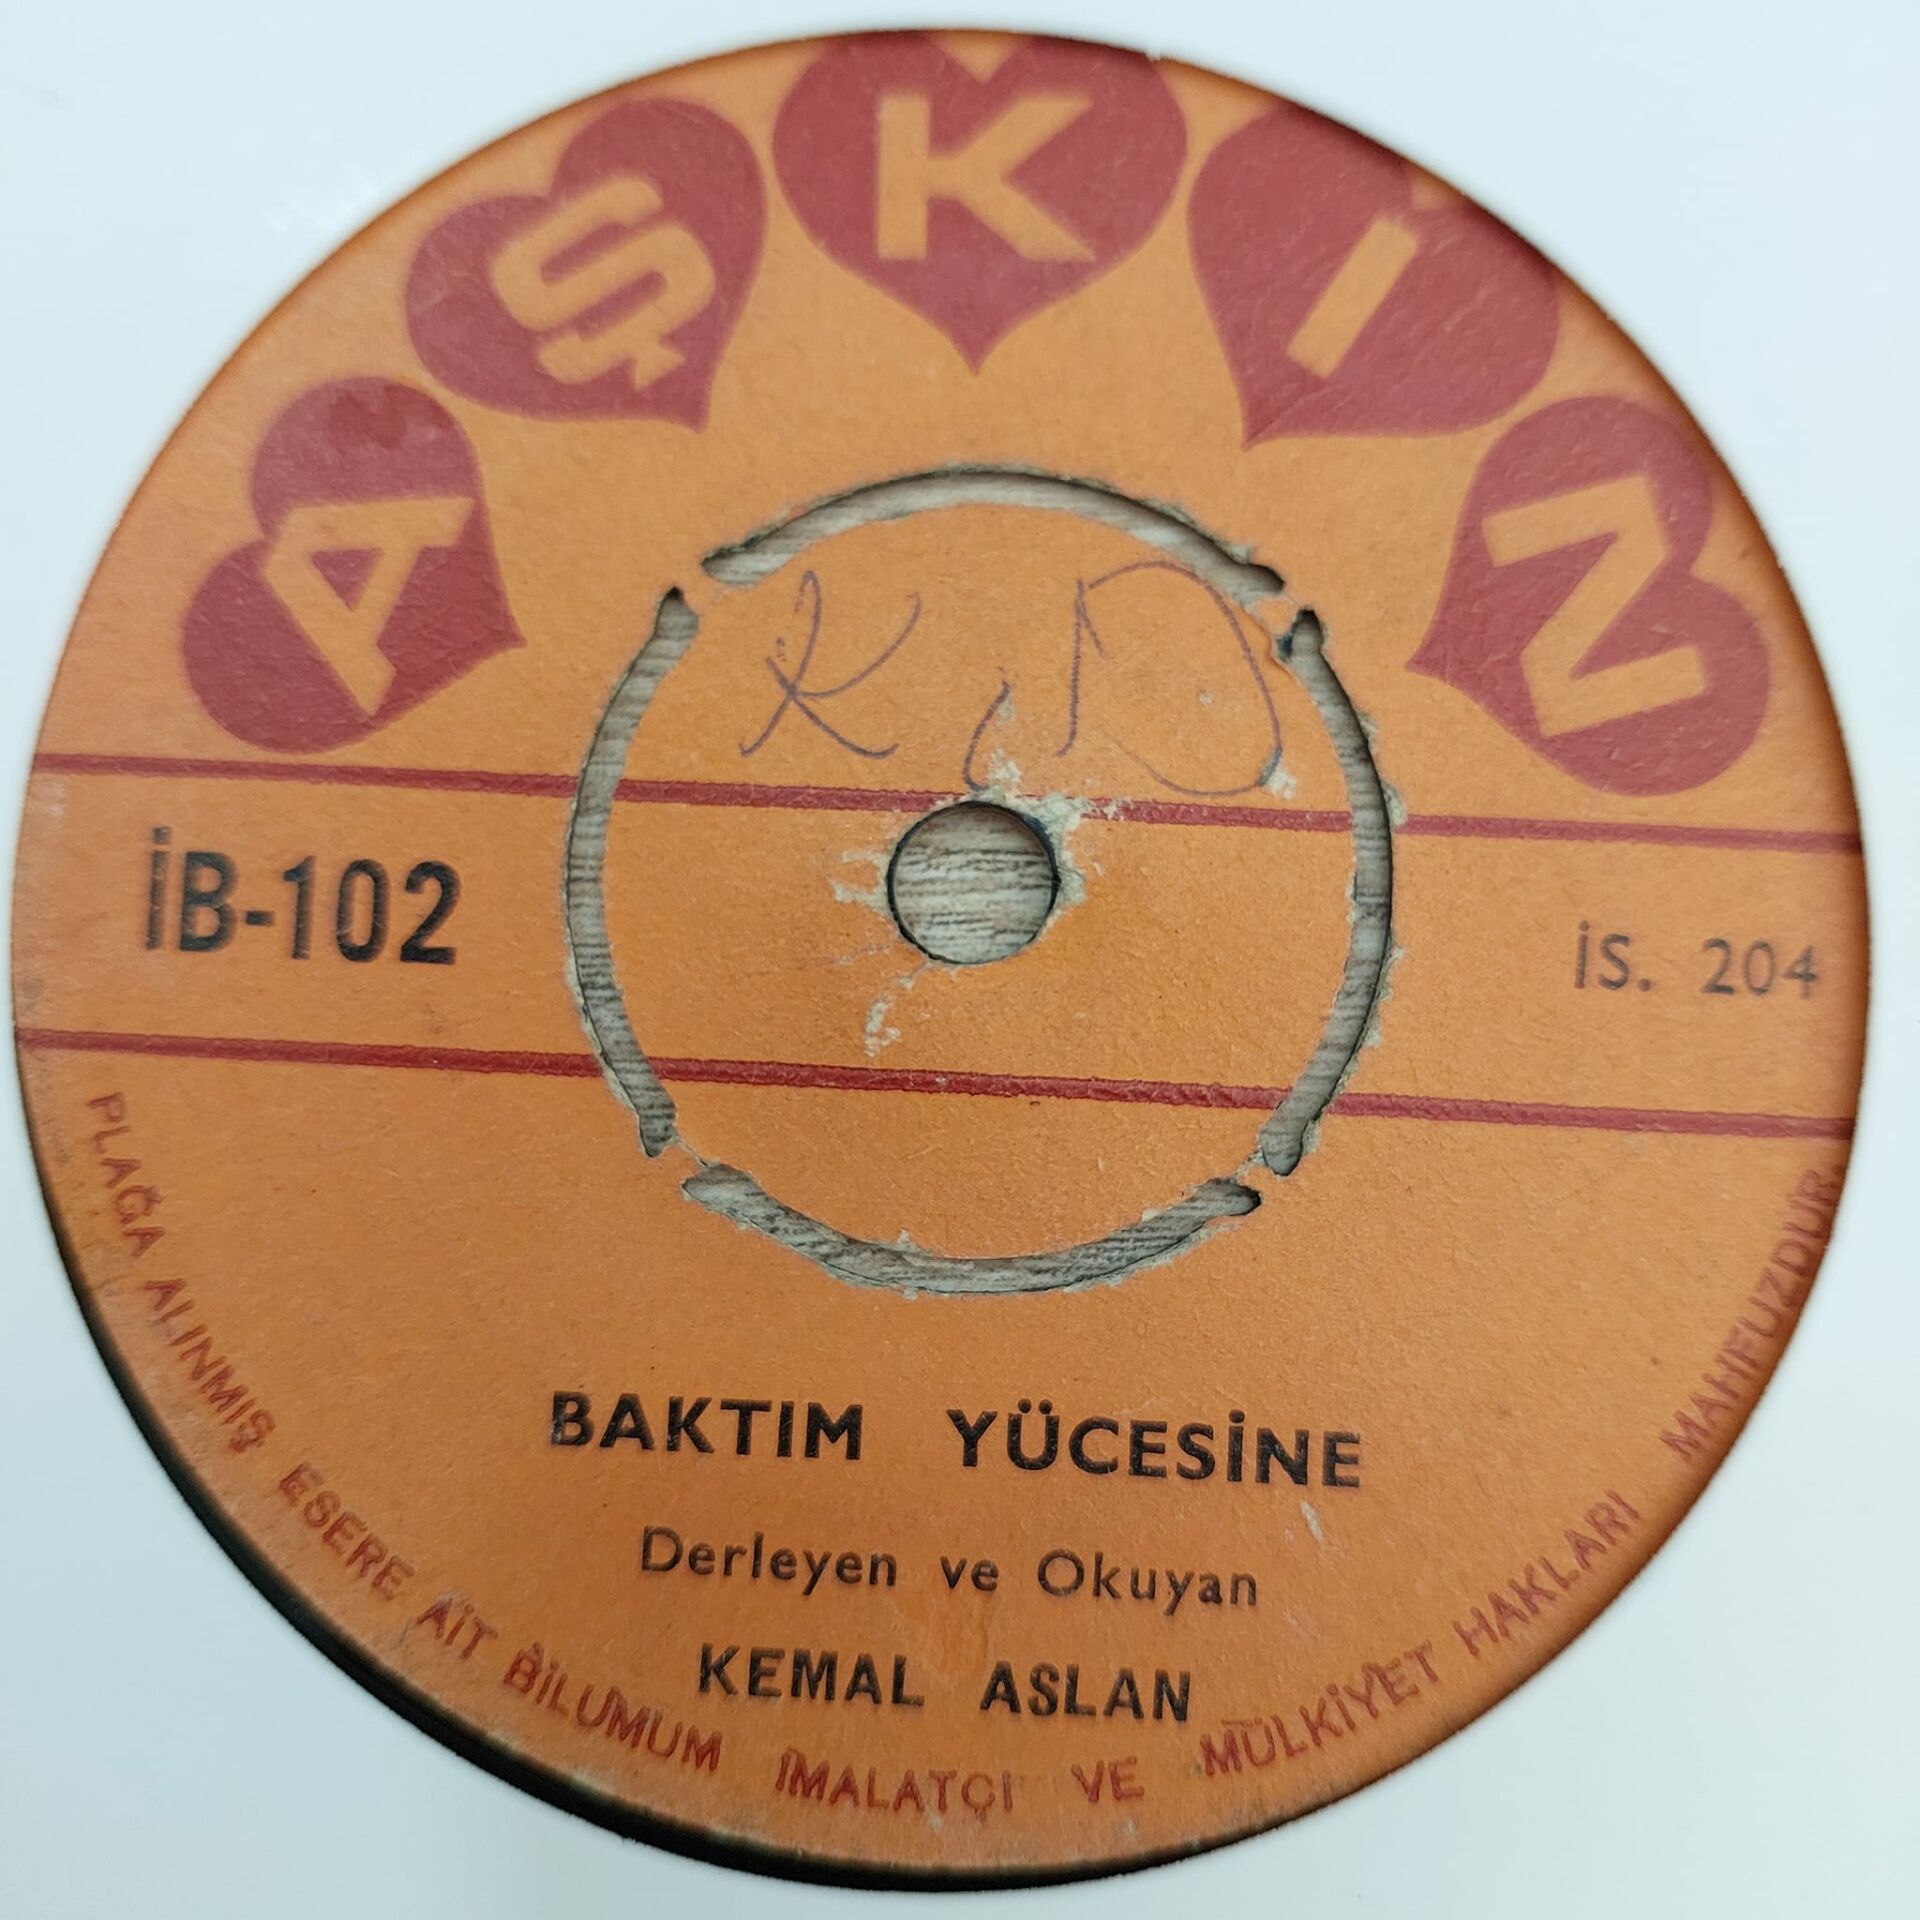 AŞKIN
K, D
İB-102
İS. 204
BAKTIM YÜCESİNE
Derleyen ve Okuyan
KEMAL ASLAN
PLAĞA ALINMIŞ ESERE AİT BİLUMUM İMALATÇI VE MÜLKİYET HAKLARI MAHFUZDUR.